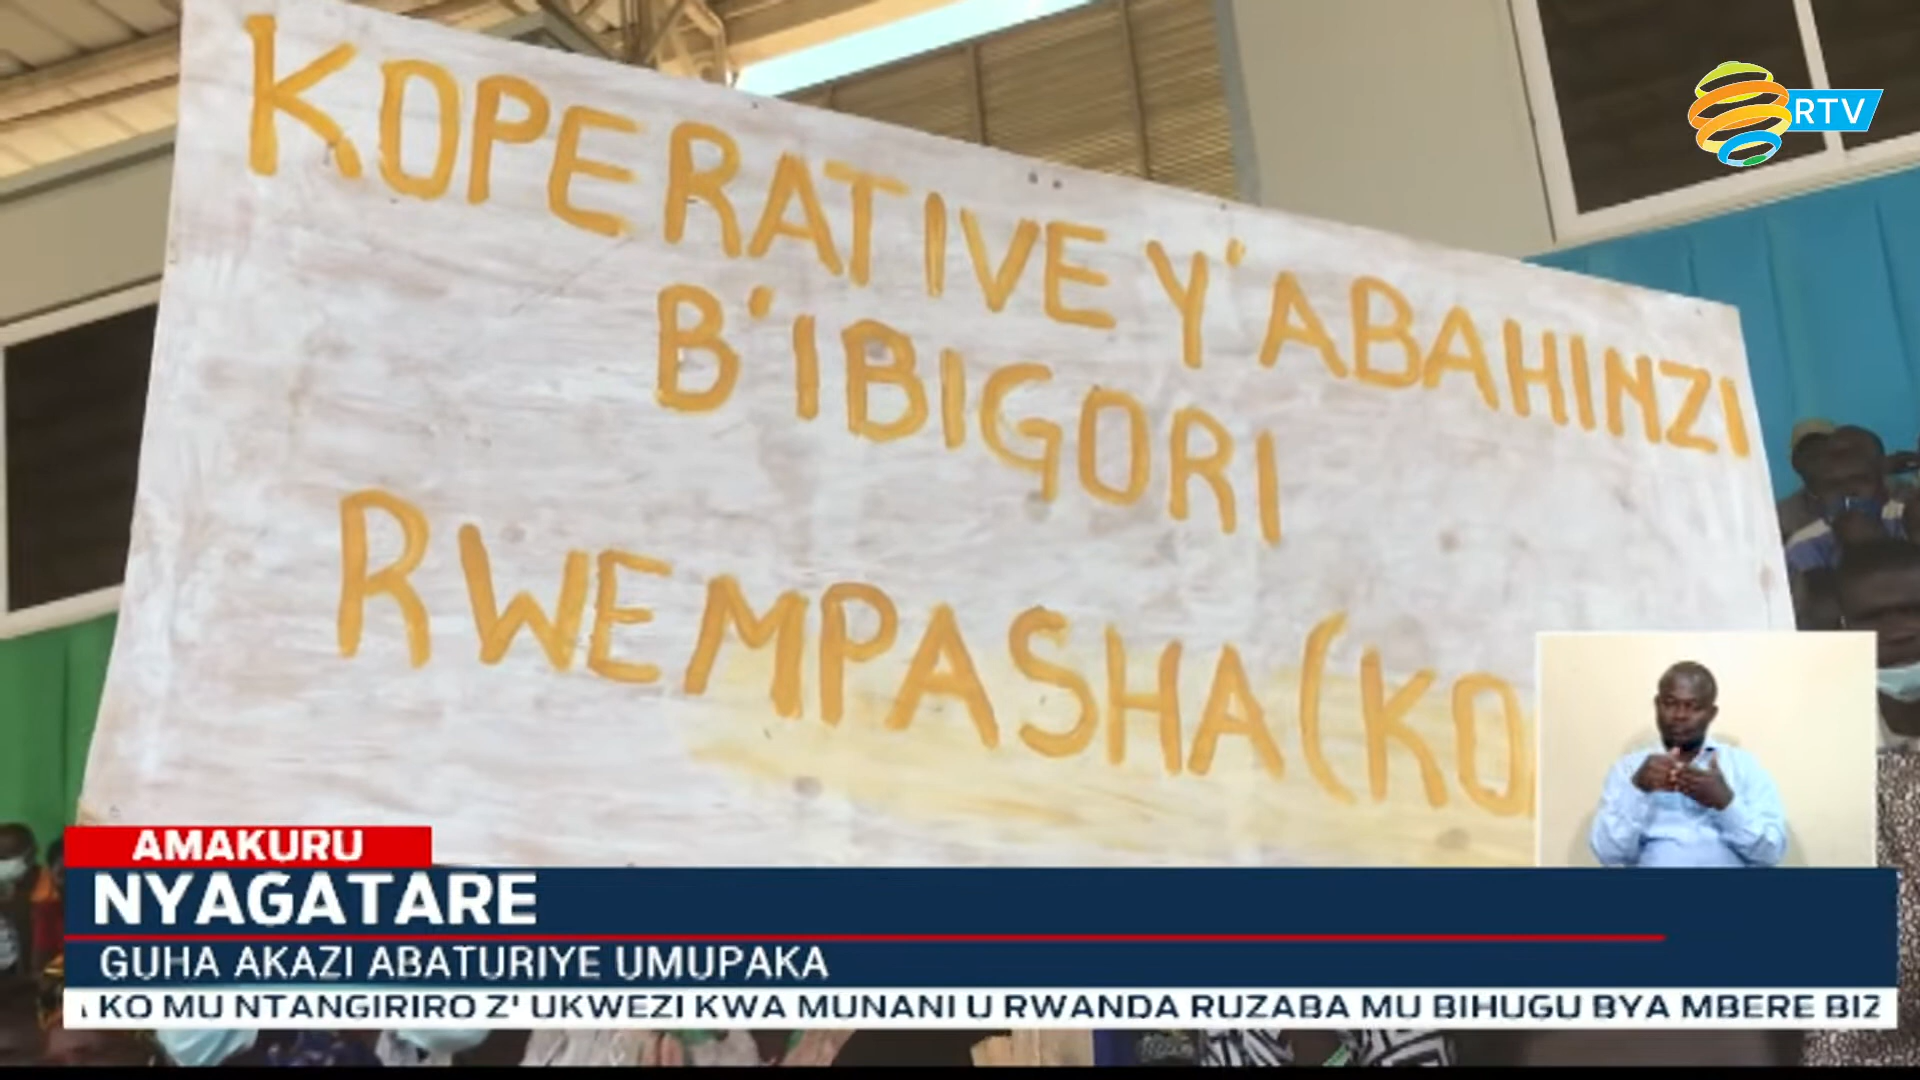 RTV
KOPERATIVE Y'ABAHINZI
B'IBIGORI
RWEMPASHA(KO
AMAKURU
NYAGATARE
GUHA AKAZI ABATURIYE UMUPAKA
KO MU NTANGIRIRO Z' UKWEZI KWA MUNANI U RWANDA RUZABA MU BIHUGU BYA MBERE BIZ